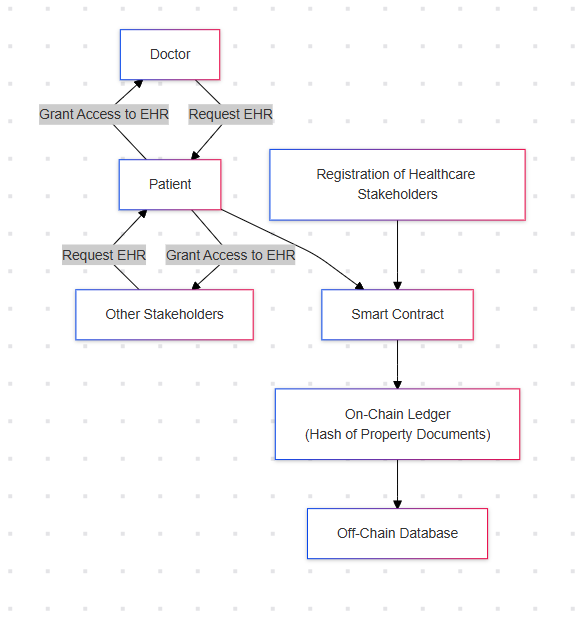 Doctor
Grant Access to EHR
Request EHR
Patient
Registration of Healthcare
Stakeholders
Request EHR
Grant Access to EHR
Other Stakeholders
Smart Contract
On-Chain Ledger
(Hash of Property Documents)
Off-Chain Database